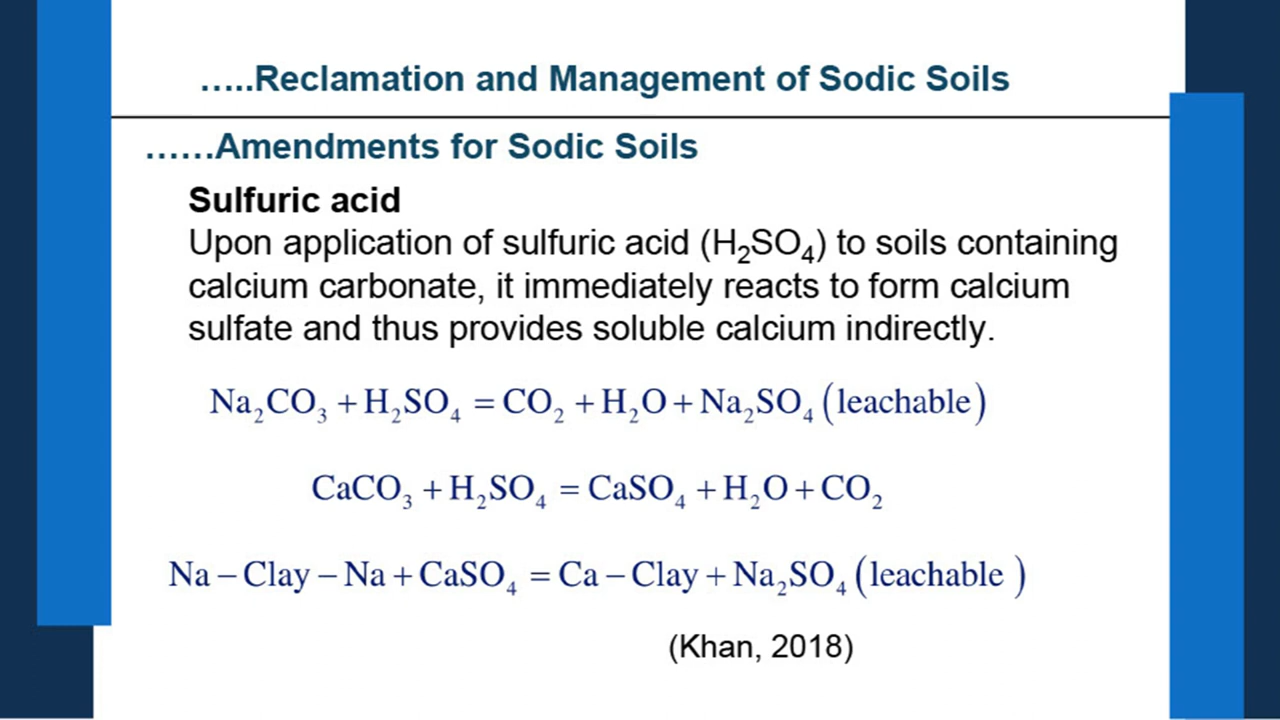 .....Reclamation and Management of Sodic Soils
......Amendments for Sodic Soils
Sulfuric acid
Upon application of sulfuric acid (H₂SO₄) to soils containing
calcium carbonate, it immediately reacts to form calcium
sulfate and thus provides soluble calcium indirectly.
Na₂CO₃ + H₂SO₄ = CO₂ + H₂O + Na₂SO₄ (leachable)
CaCO₃ + H₂SO₄ = CaSO₄ + H₂O + CO₂
Na – Clay – Na + CaSO₄ = Ca – Clay + Na₂SO₄ (leachable )
(Khan, 2018)